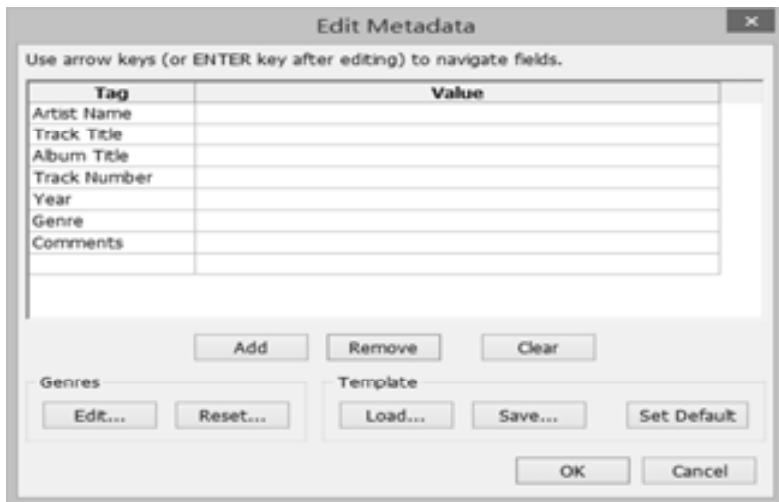 Edit Metadata
Use arrow keys (or ENTER key after editing) to navigate fields.
Tag Value
Artist Name
Track Title
Album Title
Track Number
Year
Genre
Comments
Add Remove Clear
Genres Template
Edit... Reset... Load... Save... Set Default
OK Cancel